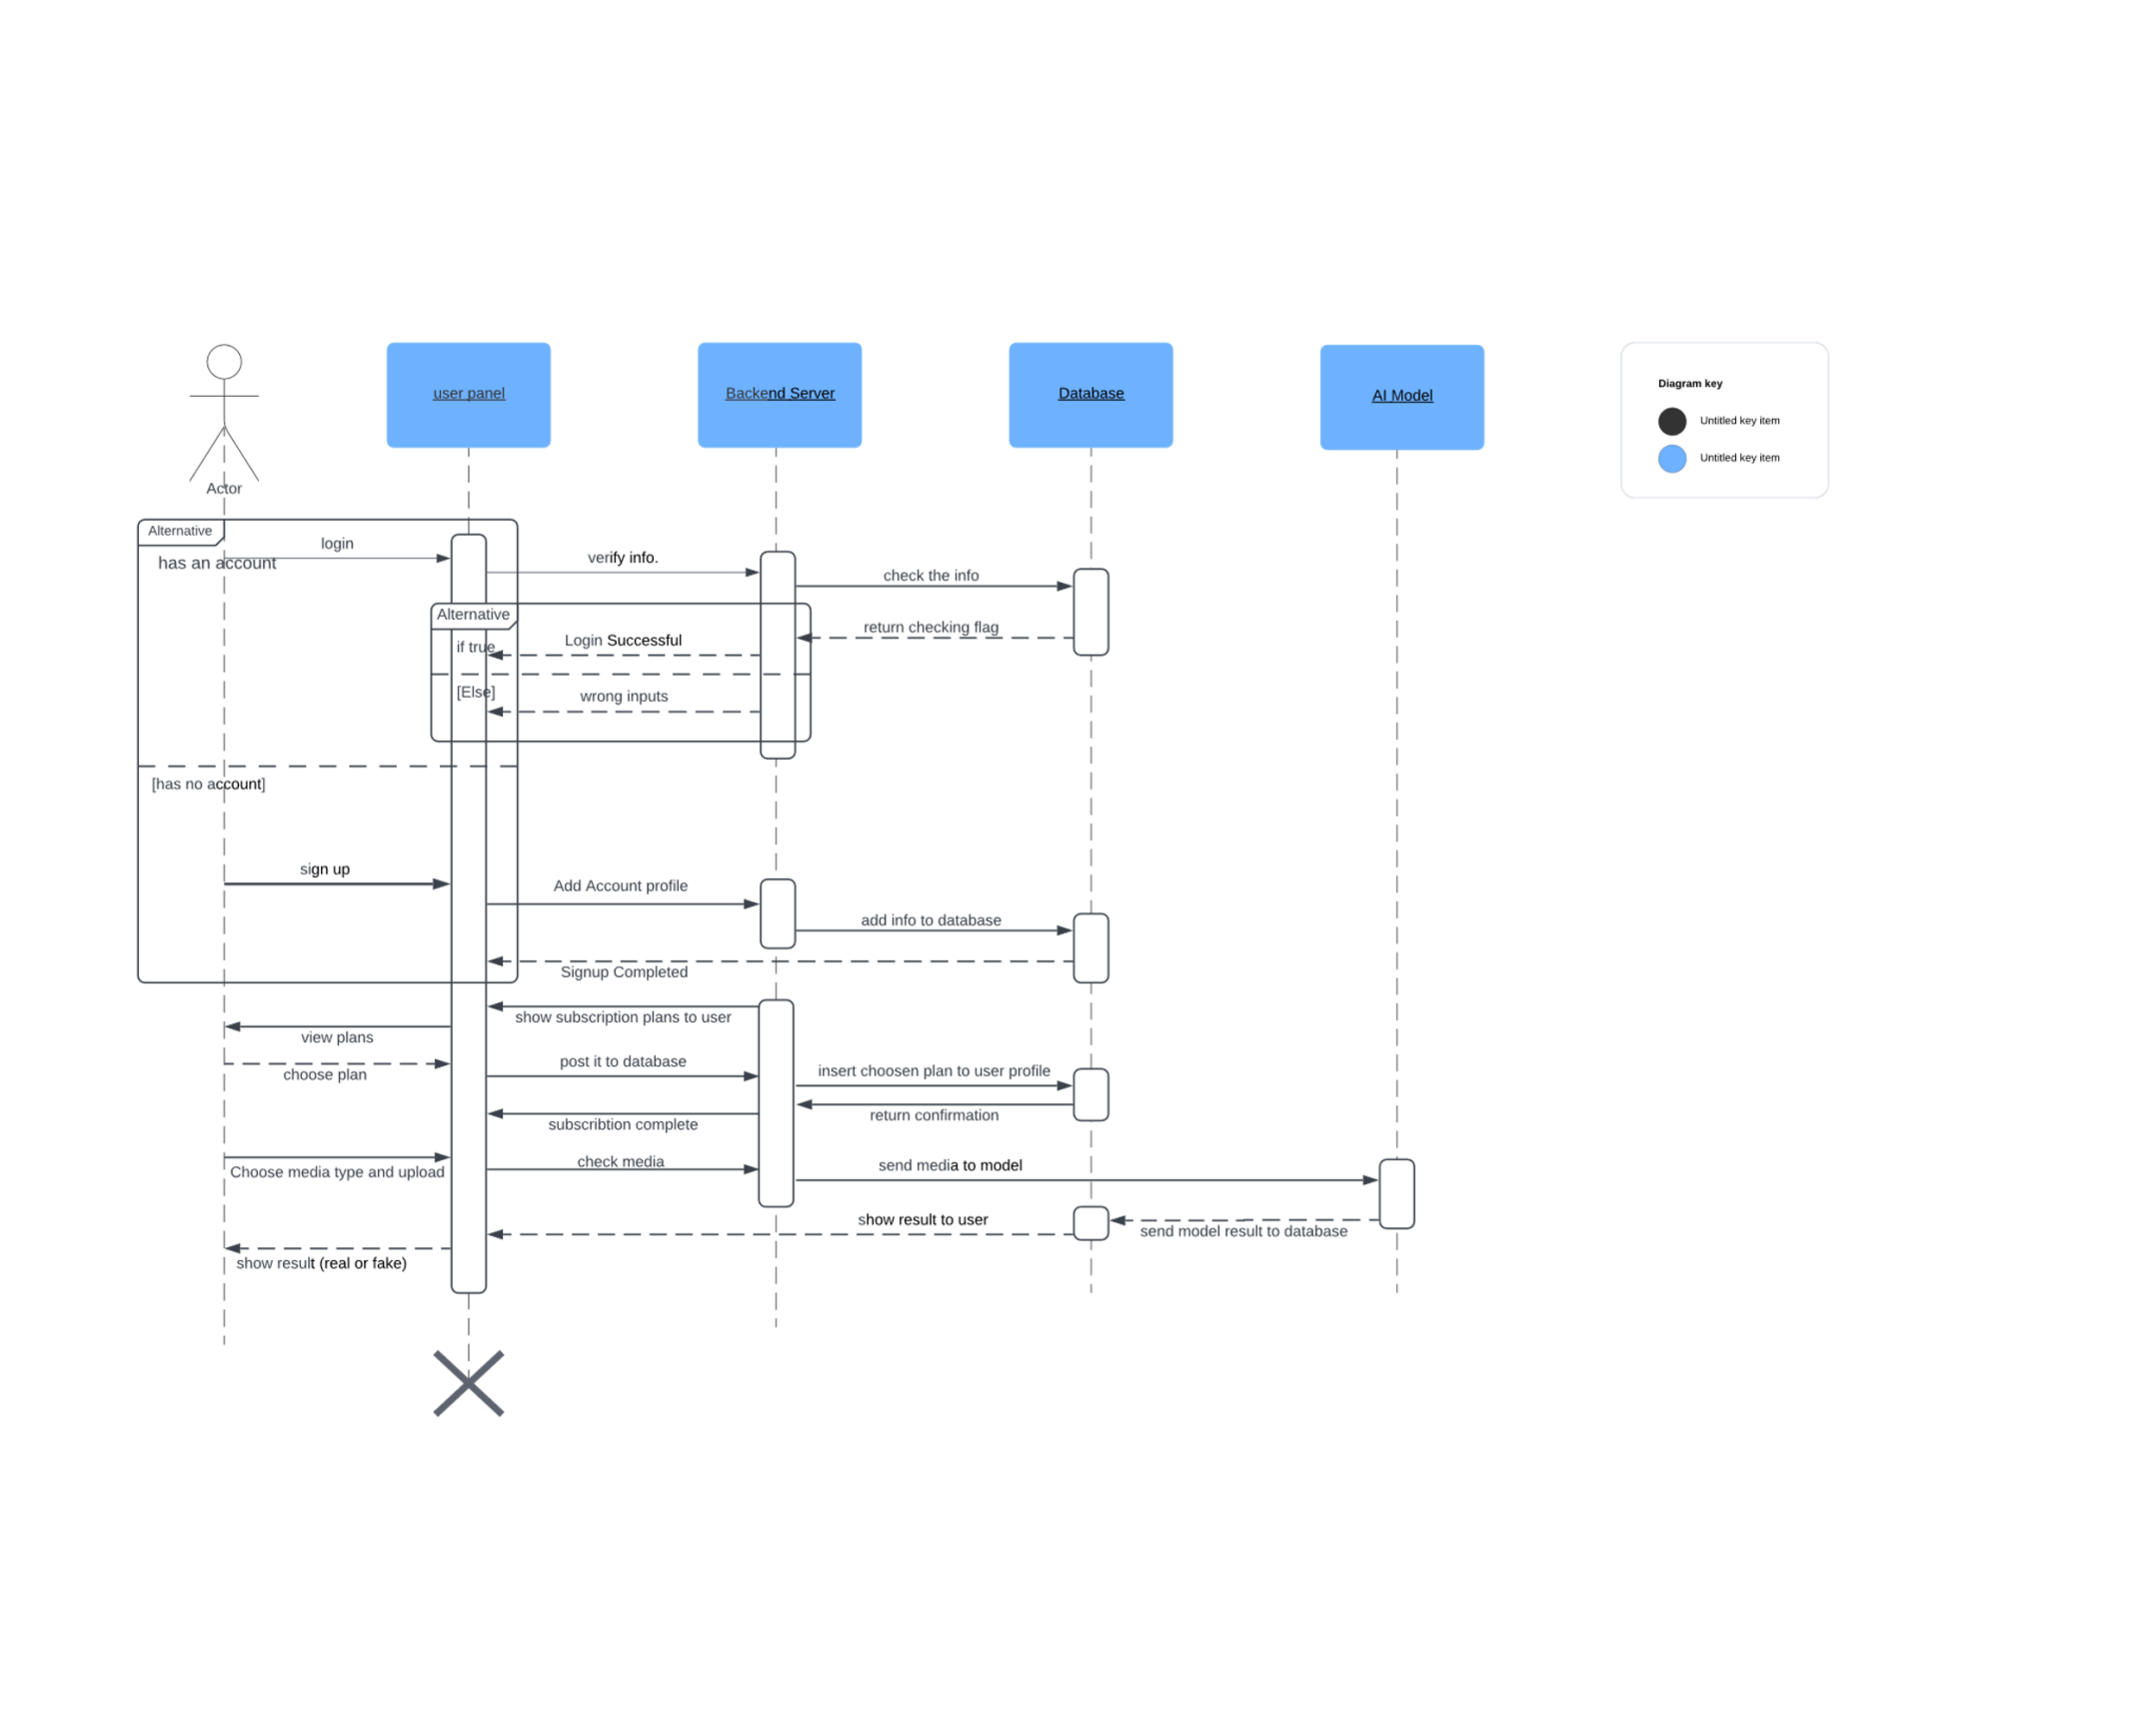 user panel
Backend Server
Database
AI Model
Diagram key
Untitled key item
Untitled key item
Actor
Alternative
login
has an account
verify info.
check the info
Alternative
return checking flag
if true
Login Successful
[Else]
wrong inputs
[has no account]
sign up
Add Account profile
add info to database
Signup Completed
show subscription plans to user
view plans
choose plan
post it to database
insert choosen plan to user profile
return confirmation
subscribtion complete
Choose media type and upload
check media
send media to model
show result to user
send model result to database
show result (real or fake)